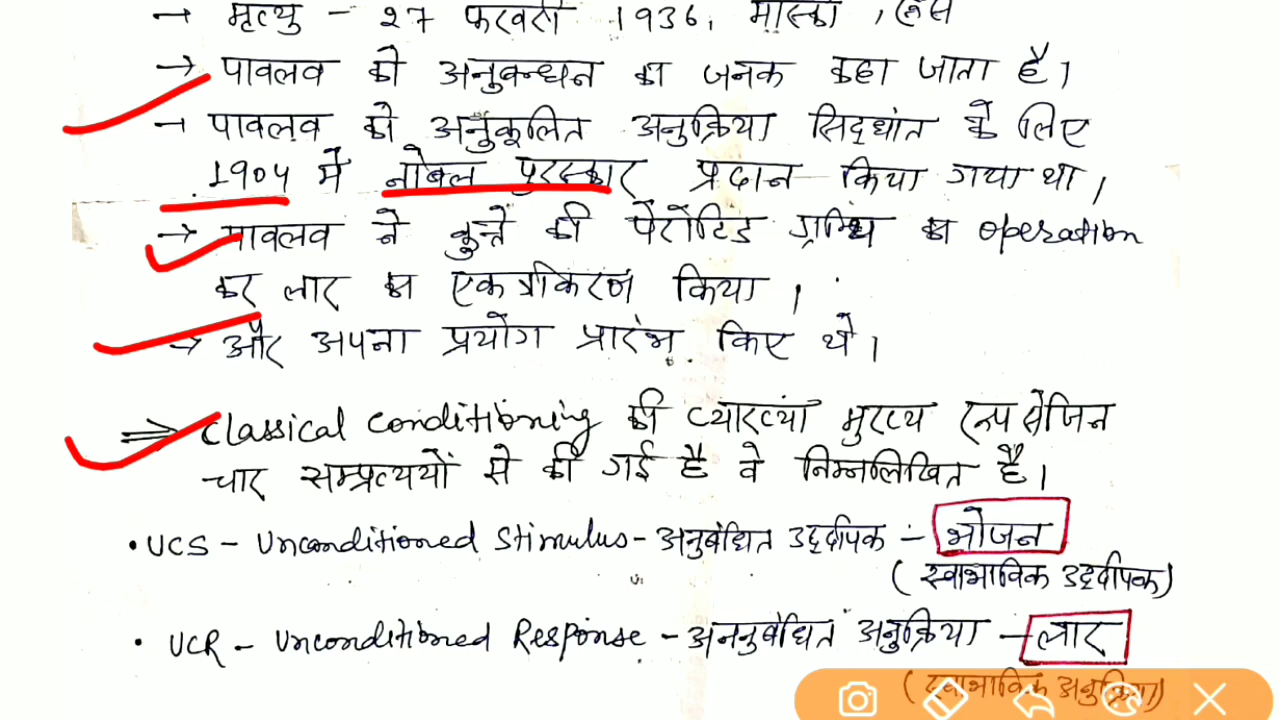 → मृत्यु - 27 फरवरी 1936, मास्को, रूस
→ पावलव को अनुबन्धन का जनक कहा जाता है।
→ पावलव को अनुकूलित अनुक्रिया सिद्धांत के लिए
1904 में नोबल पुरस्कार प्रदान किया गया था।
→ पावलव ने कुत्ते की पैरोटिड ग्रन्थि का operation
कर लार का एकत्रीकरण किया।
→ और अपना प्रयोग प्रारंभ किए थे।
⇒ Classical Conditioning की व्याख्या मुख्य रूप से जिन
चार सम्प्रत्ययों से की गई है वे निम्नलिखित है।
• UCS - Unconditioned Stimulus - अनुबंधित उद्दीपक - भोजन
(स्वाभाविक उद्दीपक)
• UCR - Unconditioned Response - अननुबंधित अनुक्रिया - लार
(स्वाभाविक अनुक्रिया)